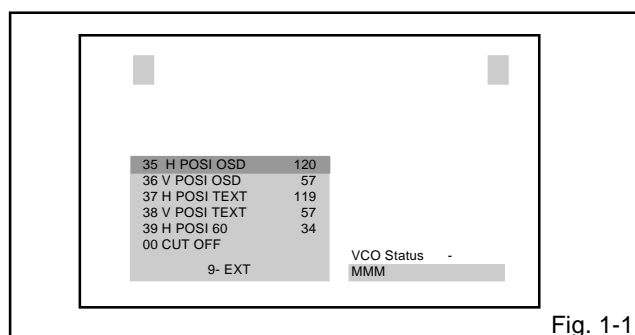 35 H POSI OSD 120
36 V POSI OSD 57
37 H POSI TEXT 119
38 V POSI TEXT 57
39 H POSI 60 34
00 CUT OFF
9- EXT
VCO Status -
MMM
Fig. 1-1